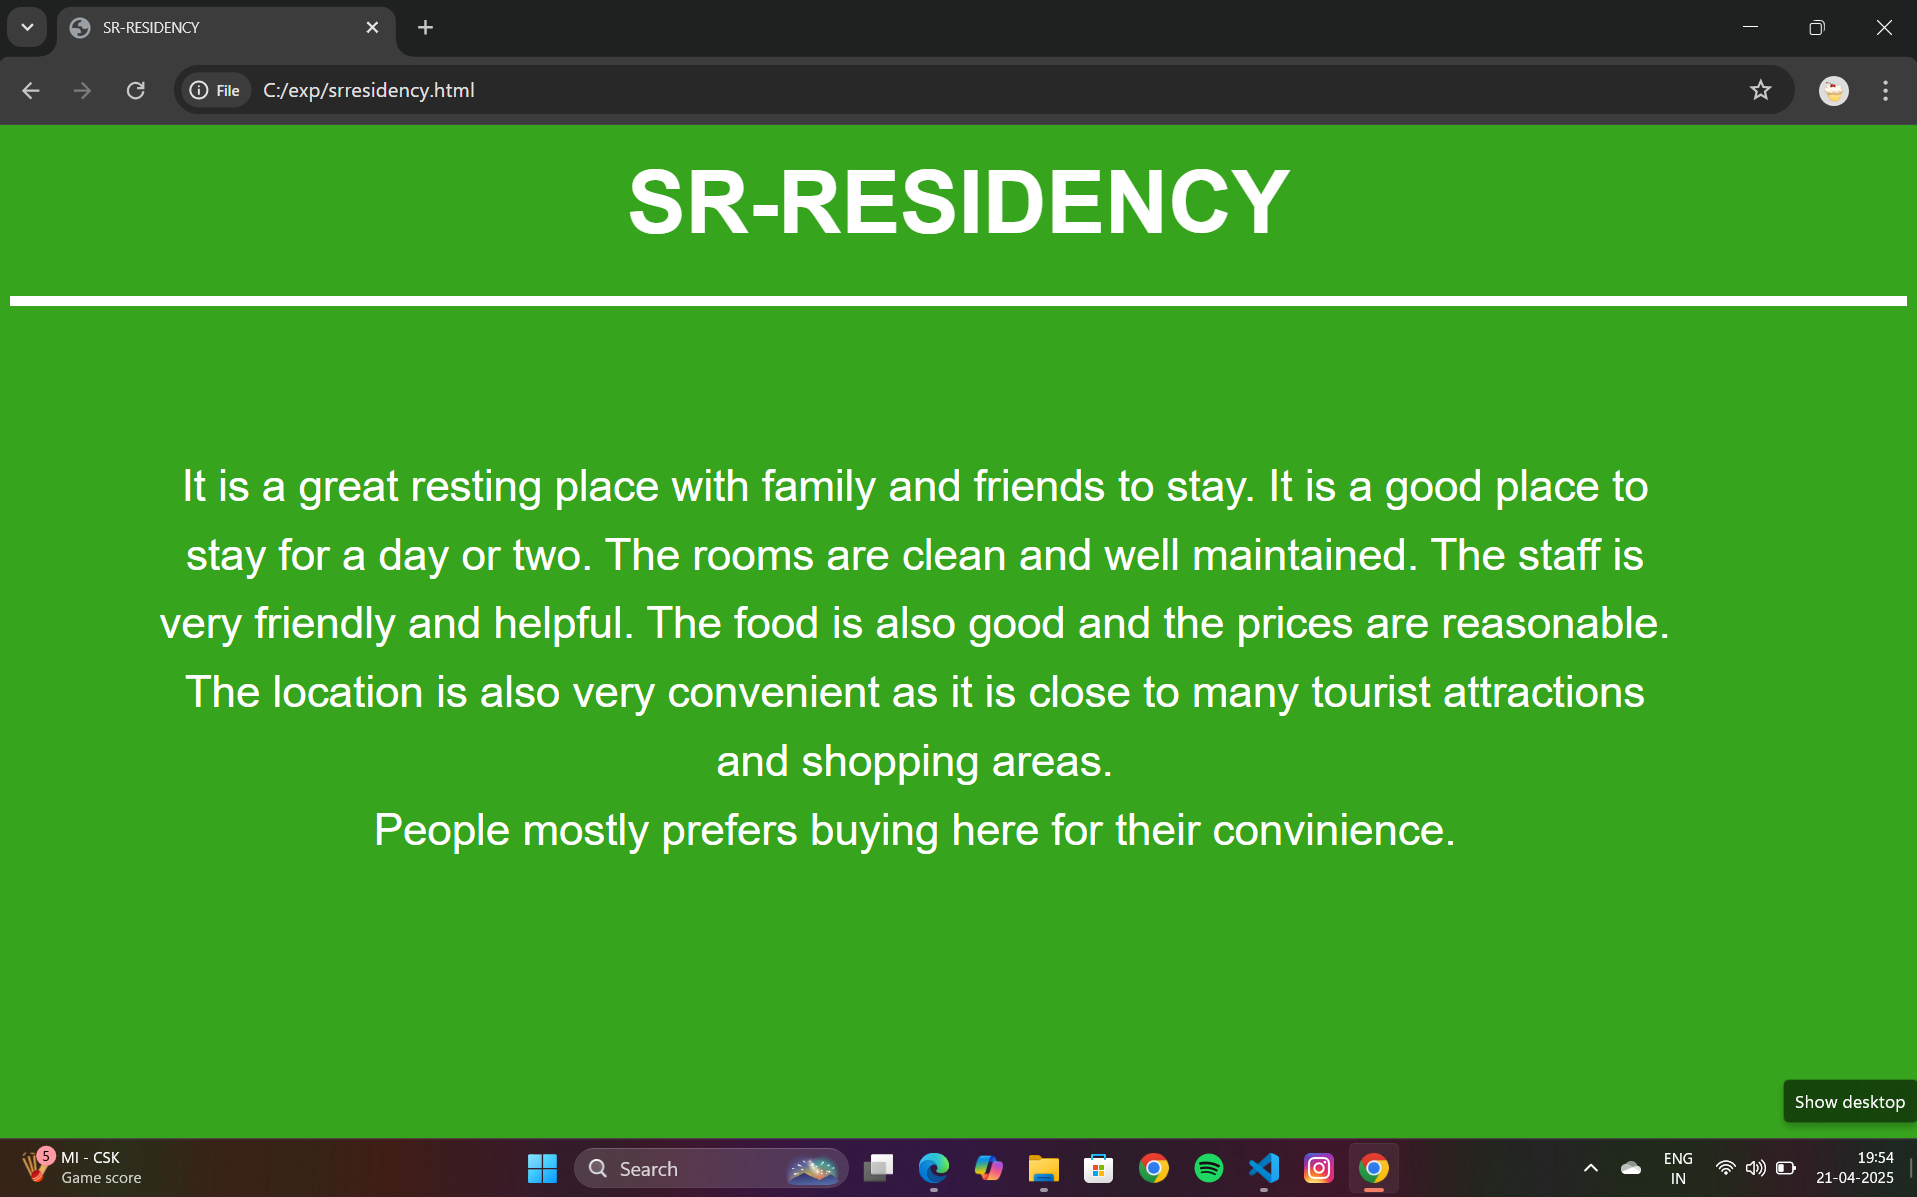 SR-RESIDENCY
File C:/exp/srresidency.html
SR-RESIDENCY
It is a great resting place with family and friends to stay. It is a good place to
stay for a day or two. The rooms are clean and well maintained. The staff is
very friendly and helpful. The food is also good and the prices are reasonable.
The location is also very convenient as it is close to many tourist attractions
and shopping areas.
People mostly prefers buying here for their convinience.
Show desktop
5 MI - CSK
Game score
Search
ENG
IN
19:54
21-04-2025